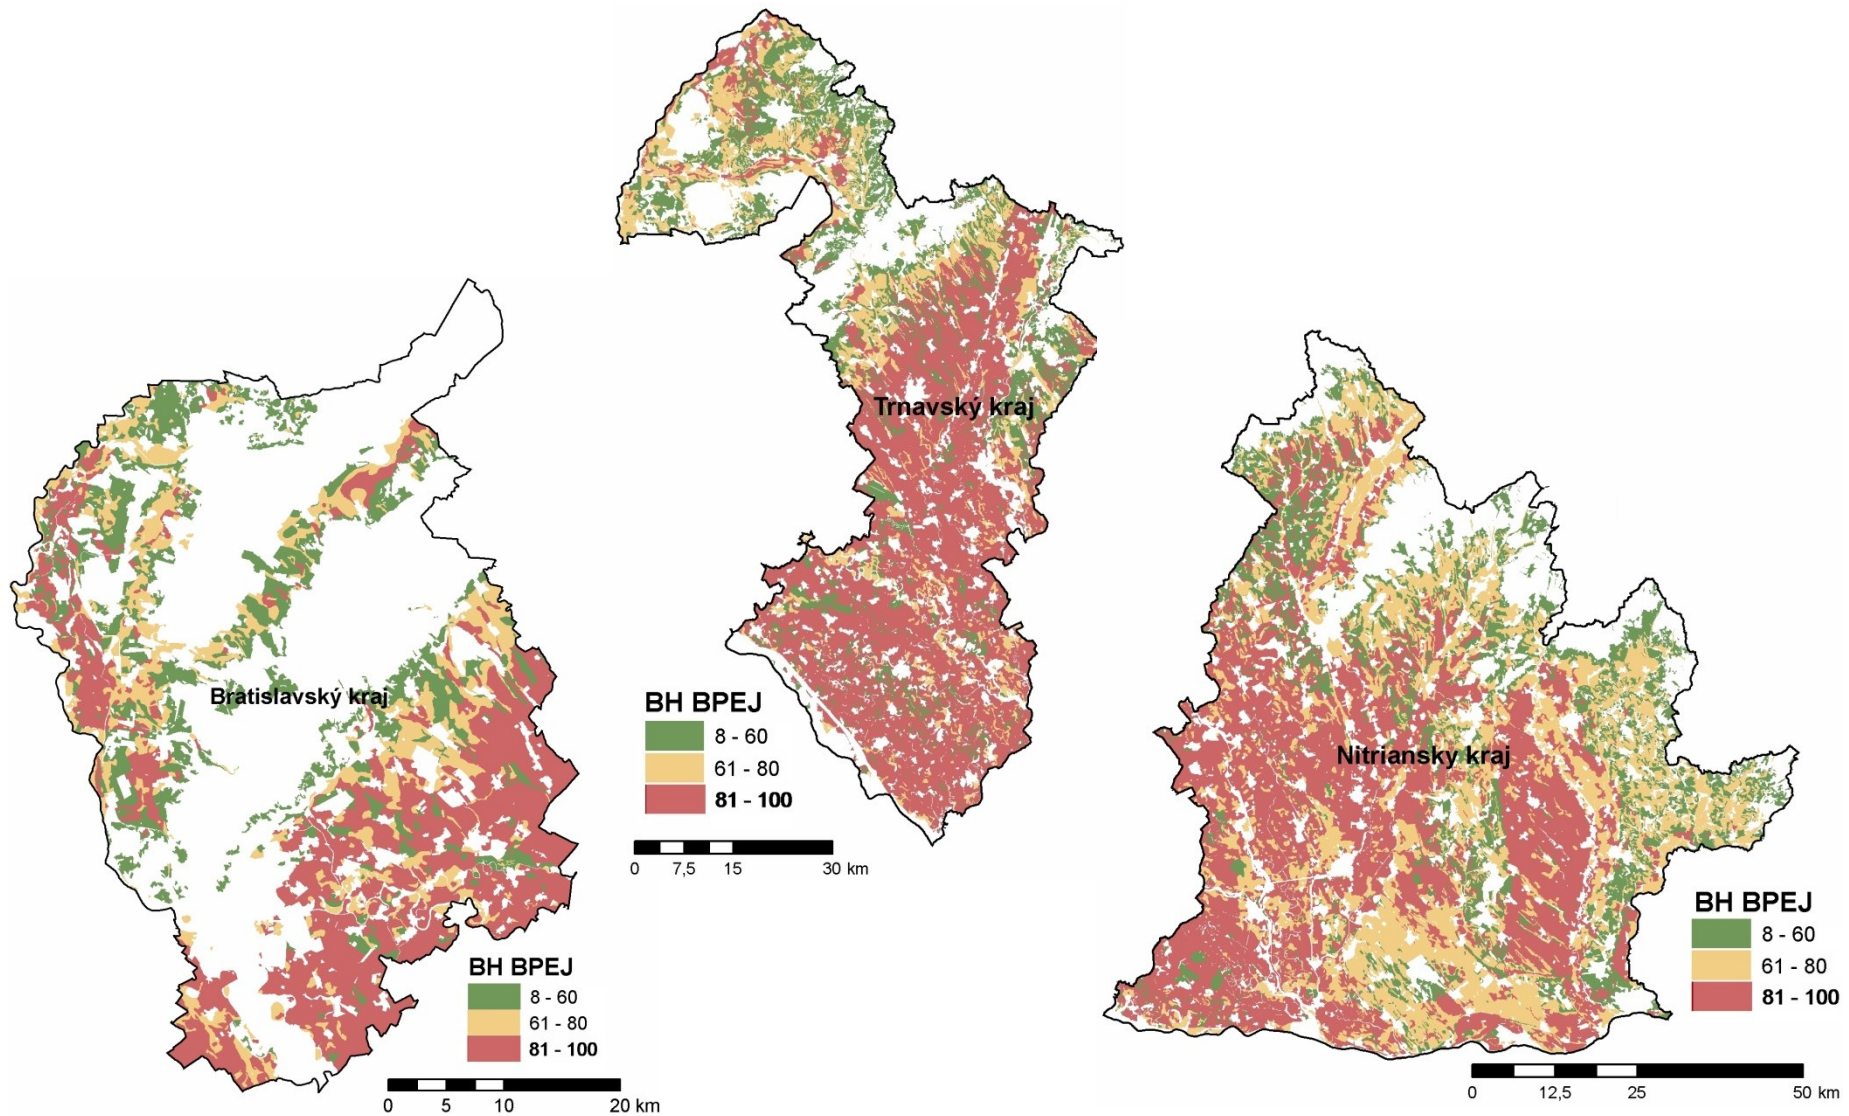 Bratislavský kraj
BH BPEJ
8 - 60
61 - 80
81 - 100
0 5 10 20 km
Trnavský kraj
BH BPEJ
8 - 60
61 - 80
81 - 100
0 7,5 15 30 km
Nitriansky kraj
BH BPEJ
8 - 60
61 - 80
81 - 100
0 12,5 25 50 km